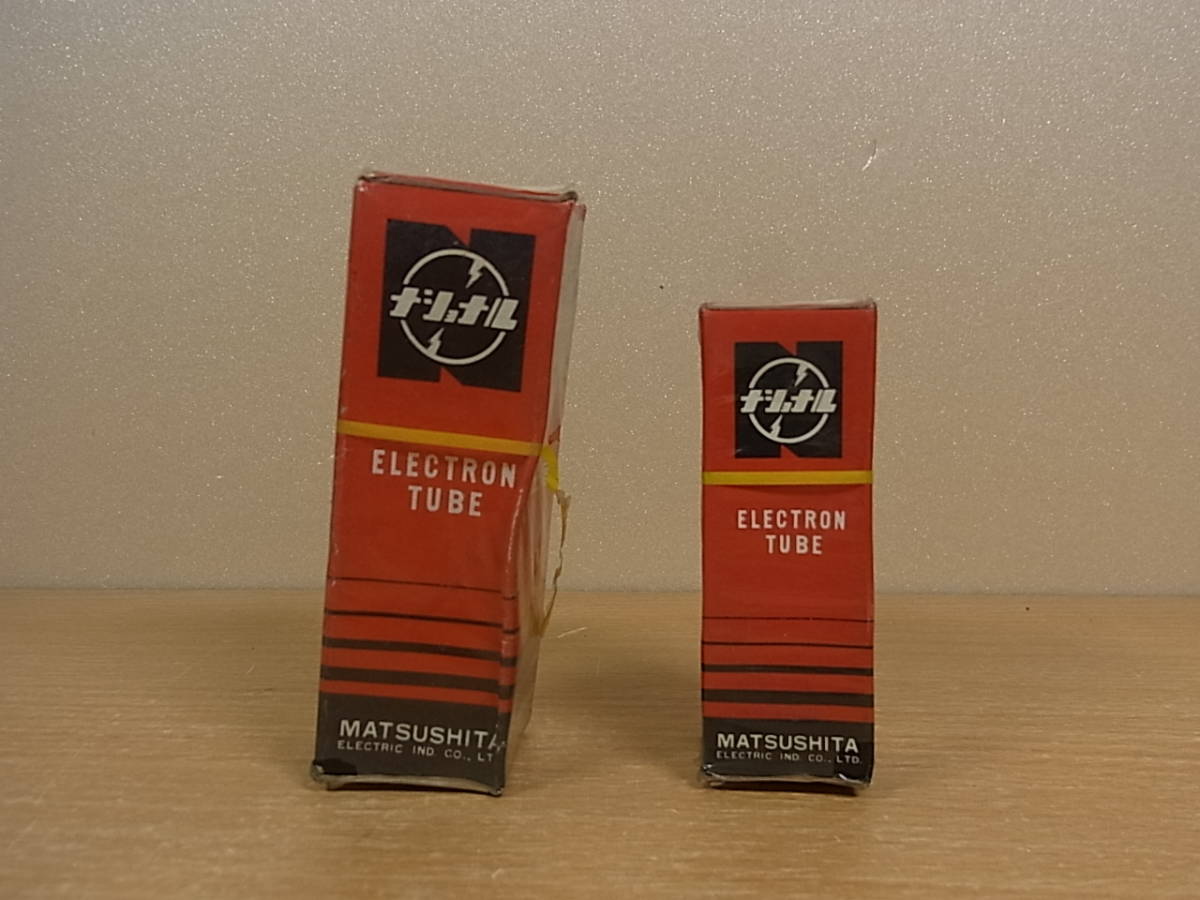 ナショナル
ELECTRON
TUBE
MATSUSHITA
ELECTRIC IND. CO., LT
ナショナル
ELECTRON
TUBE
MATSUSHITA
ELECTRIC IND. CO., LTD.